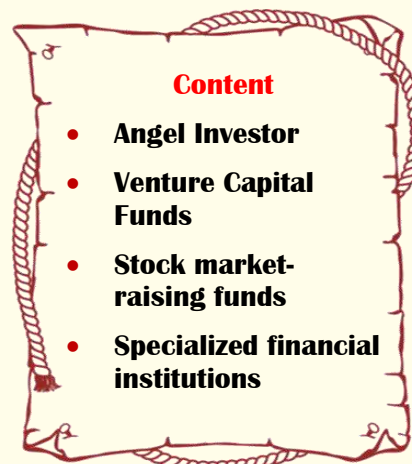 Content
• Angel Investor
• Venture Capital
Funds
• Stock market-
raising funds
• Specialized financial
institutions